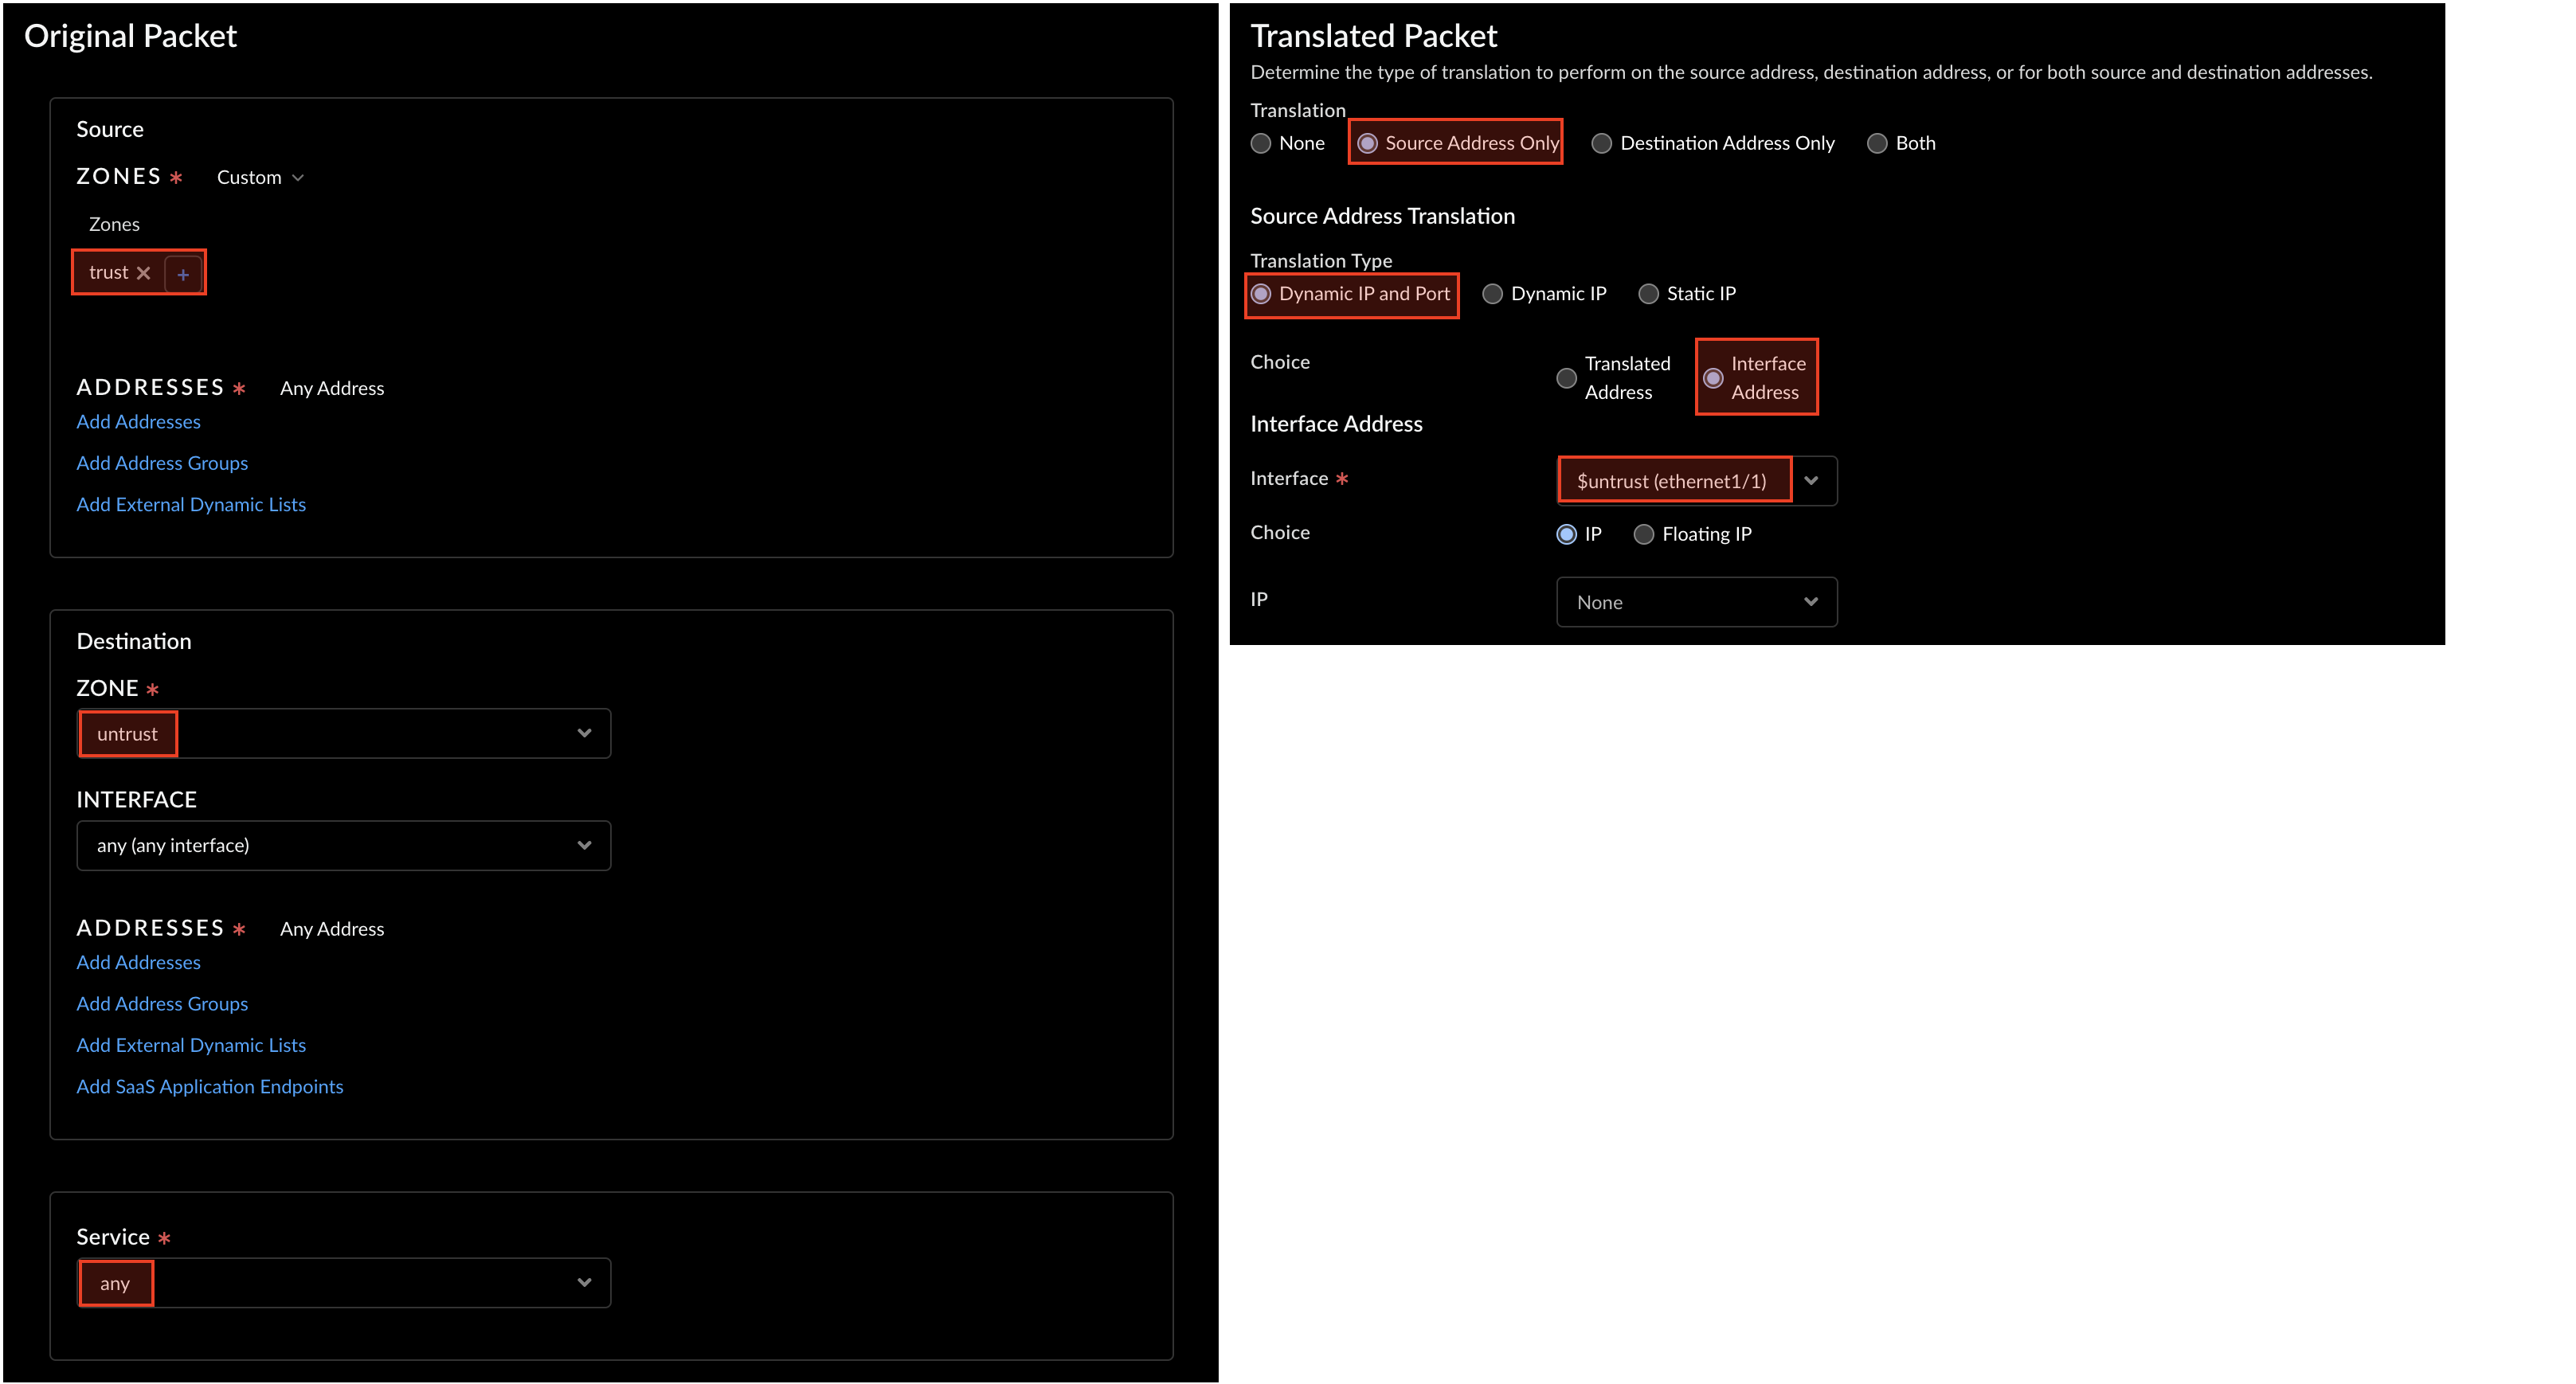 Original Packet
Source
ZONES * Custom
Zones
trust ✕ +
ADDRESSES * Any Address
Add Addresses
Add Address Groups
Add External Dynamic Lists
Destination
ZONE *
untrust
INTERFACE
any (any interface)
ADDRESSES * Any Address
Add Addresses
Add Address Groups
Add External Dynamic Lists
Add SaaS Application Endpoints
Service *
any
Translated Packet
Determine the type of translation to perform on the source address, destination address, or for both source and destination addresses.
Translation
None Source Address Only Destination Address Only Both
Source Address Translation
Translation Type
Dynamic IP and Port Dynamic IP Static IP
Choice Translated Address Interface Address
Interface Address
Interface * $untrust (ethernet1/1)
Choice IP Floating IP
IP None